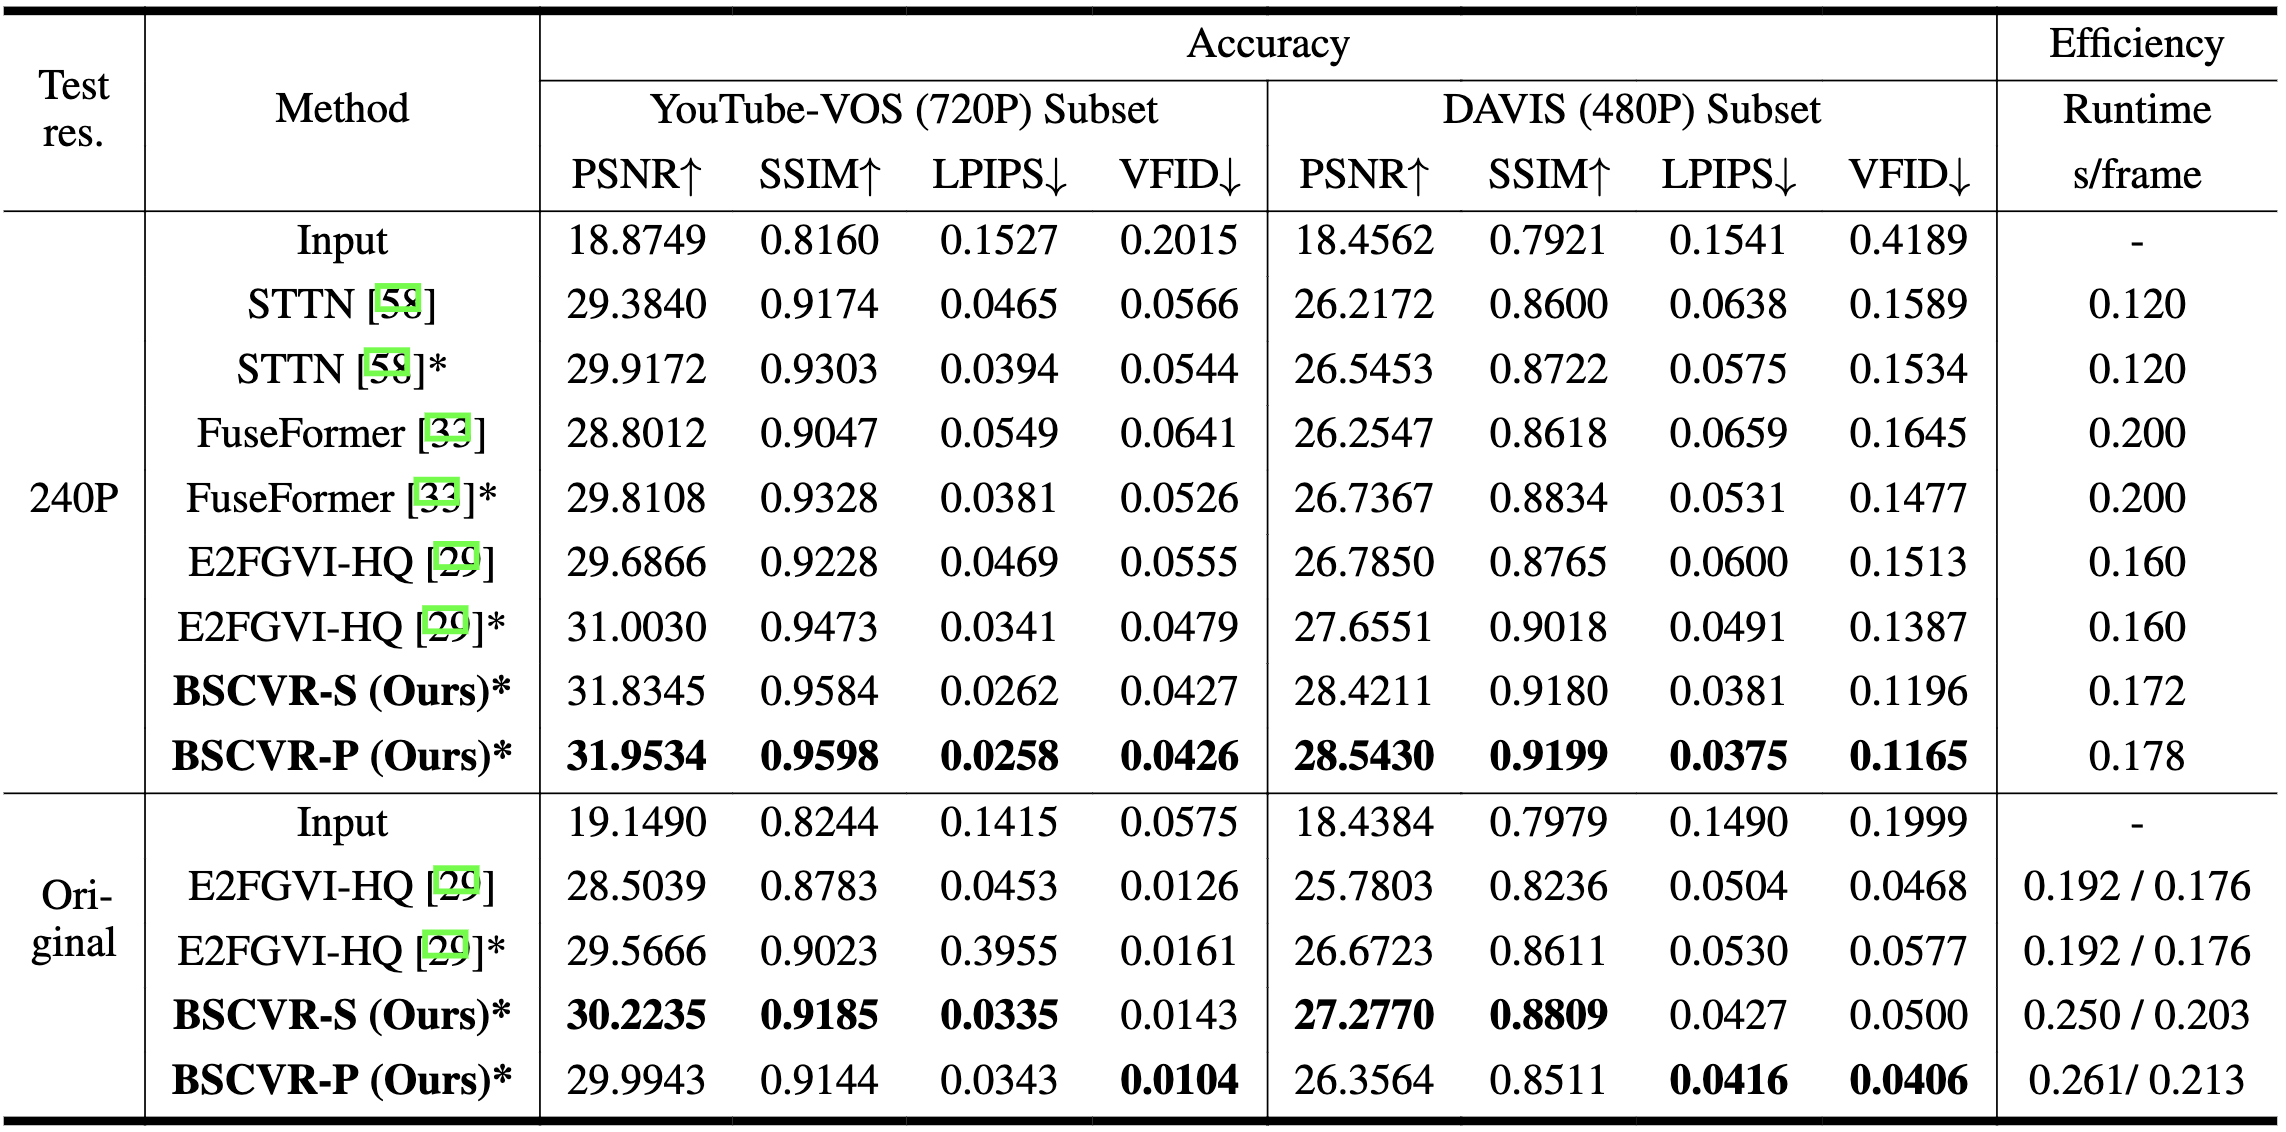 Test res. Method Accuracy Efficiency
YouTube-VOS (720P) Subset DAVIS (480P) Subset Runtime
PSNR↑ SSIM↑ LPIPS↓ VFID↓ PSNR↑ SSIM↑ LPIPS↓ VFID↓ s/frame
240P
Input 18.8749 0.8160 0.1527 0.2015 18.4562 0.7921 0.1541 0.4189 -
STTN [58] 29.3840 0.9174 0.0465 0.0566 26.2172 0.8600 0.0638 0.1589 0.120
STTN [58]* 29.9172 0.9303 0.0394 0.0544 26.5453 0.8722 0.0575 0.1534 0.120
FuseFormer [33] 28.8012 0.9047 0.0549 0.0641 26.2547 0.8618 0.0659 0.1645 0.200
FuseFormer [33]* 29.8108 0.9328 0.0381 0.0526 26.7367 0.8834 0.0531 0.1477 0.200
E2FGVI-HQ [29] 29.6866 0.9228 0.0469 0.0555 26.7850 0.8765 0.0600 0.1513 0.160
E2FGVI-HQ [29]* 31.0030 0.9473 0.0341 0.0479 27.6551 0.9018 0.0491 0.1387 0.160
BSCVR-S (Ours)* 31.8345 0.9584 0.0262 0.0427 28.4211 0.9180 0.0381 0.1196 0.172
BSCVR-P (Ours)* 31.9534 0.9598 0.0258 0.0426 28.5430 0.9199 0.0375 0.1165 0.178
Ori-
ginal
Input 19.1490 0.8244 0.1415 0.0575 18.4384 0.7979 0.1490 0.1999 -
E2FGVI-HQ [29] 28.5039 0.8783 0.0453 0.0126 25.7803 0.8236 0.0504 0.0468 0.192 / 0.176
E2FGVI-HQ [29]* 29.5666 0.9023 0.3955 0.0161 26.6723 0.8611 0.0530 0.0577 0.192 / 0.176
BSCVR-S (Ours)* 30.2235 0.9185 0.0335 0.0143 27.2770 0.8809 0.0427 0.0500 0.250 / 0.203
BSCVR-P (Ours)* 29.9943 0.9144 0.0343 0.0104 26.3564 0.8511 0.0416 0.0406 0.261/ 0.213